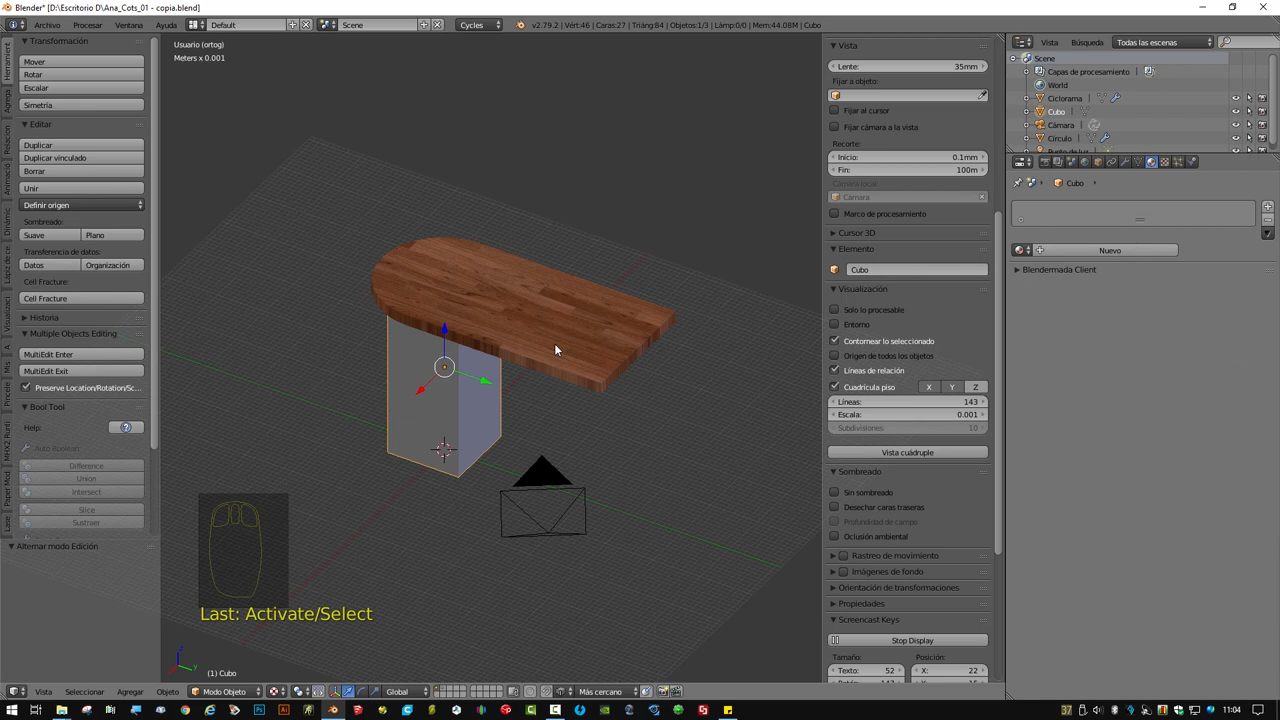 Blender* [D:\Escritorio D\Ana_Cots_01 - copia.blend]
Archivo Procesar Ventana Ayuda Default Scene Cycles v2.79.2 | Vért:46 | Caras:27 | Triáng:84 | Objetos:1/3 | Lámp:0/0 | Mem:44.08M | Cubo
Transformación
Mover
Rotar
Escalar
Simetría
Editar
Duplicar
Duplicar vinculado
Borrar
Unir
Definir origen
Sombreado:
Suave Plano
Transferencia de datos:
Datos Organización
Cell Fracture:
Cell Fracture
Historia
Multiple Objects Editing
MultiEdit Enter
MultiEdit Exit
Preserve Location/Rotation/Sc...
Bool Tool
Help:
Auto Boolean
Difference
Union
Intersect
Slice
Sustraer
Alternar modo Edición
Usuario (ortog)
Meters x 0.001
Last: Activate/Select
(1) Cubo
Vista Seleccionar Agregar Objeto Modo Objeto Global Más cercano
Vista
Lente: 35mm
Fijar a objeto:
Fijar al cursor
Fijar cámara a la vista
Recorte:
Inicio: 0.1mm
Fin: 100m
Cámara local:
Cámara
Marco de procesamiento
Cursor 3D
Elemento
Cubo
Visualización
Solo lo procesable
Entorno
Contornear lo seleccionado
Origen de todos los objetos
Líneas de relación
Cuadrícula piso X Y Z
Líneas: 143
Escala: 0.001
Subdivisiones: 10
Vista cuádruple
Sombreado
Sin sombreado
Desechar caras traseras
Profundidad de campo
Oclusión ambiental
Rastreo de movimiento
Imágenes de fondo
Orientación de transformaciones
Propiedades
Screencast Keys
Stop Display
Tamaño: Posición:
Texto: 52 X: 22
Vista Búsqueda Todas las escenas
Scene
Capas de procesamiento
World
Ciclorama
Cubo
Cámara
Círculo
Cubo
Nuevo
Blendermada Client
37 11:04